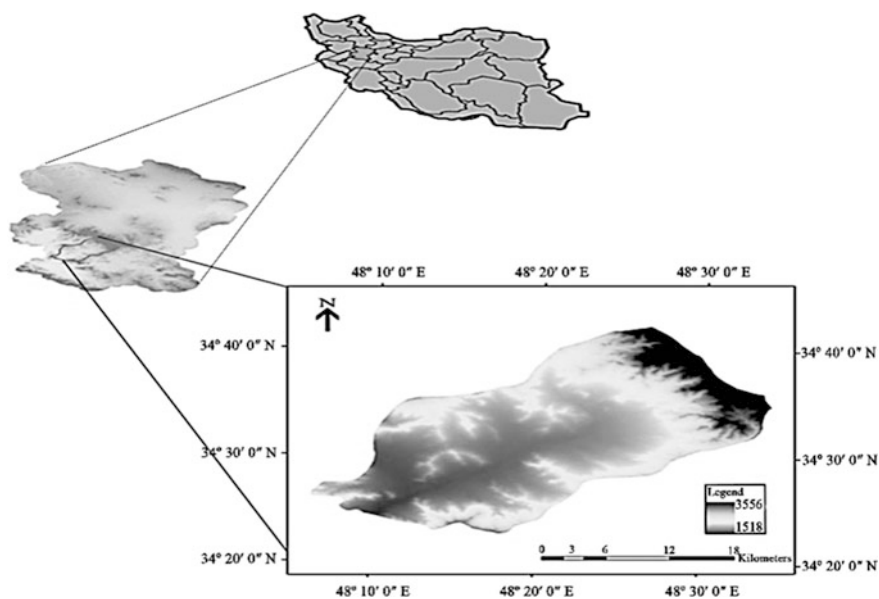 48° 10′ 0″ E 48° 20′ 0″ E 48° 30′ 0″ E
N
34° 40′ 0″ N
34° 40′ 0″ N
34° 30′ 0″ N
34° 30′ 0″ N
Legend
3556
1518
0 3 6 12 18
Kilometers
34° 20′ 0″ N
34° 20′ 0″ N
48° 10′ 0″ E 48° 20′ 0″ E 48° 30′ 0″ E